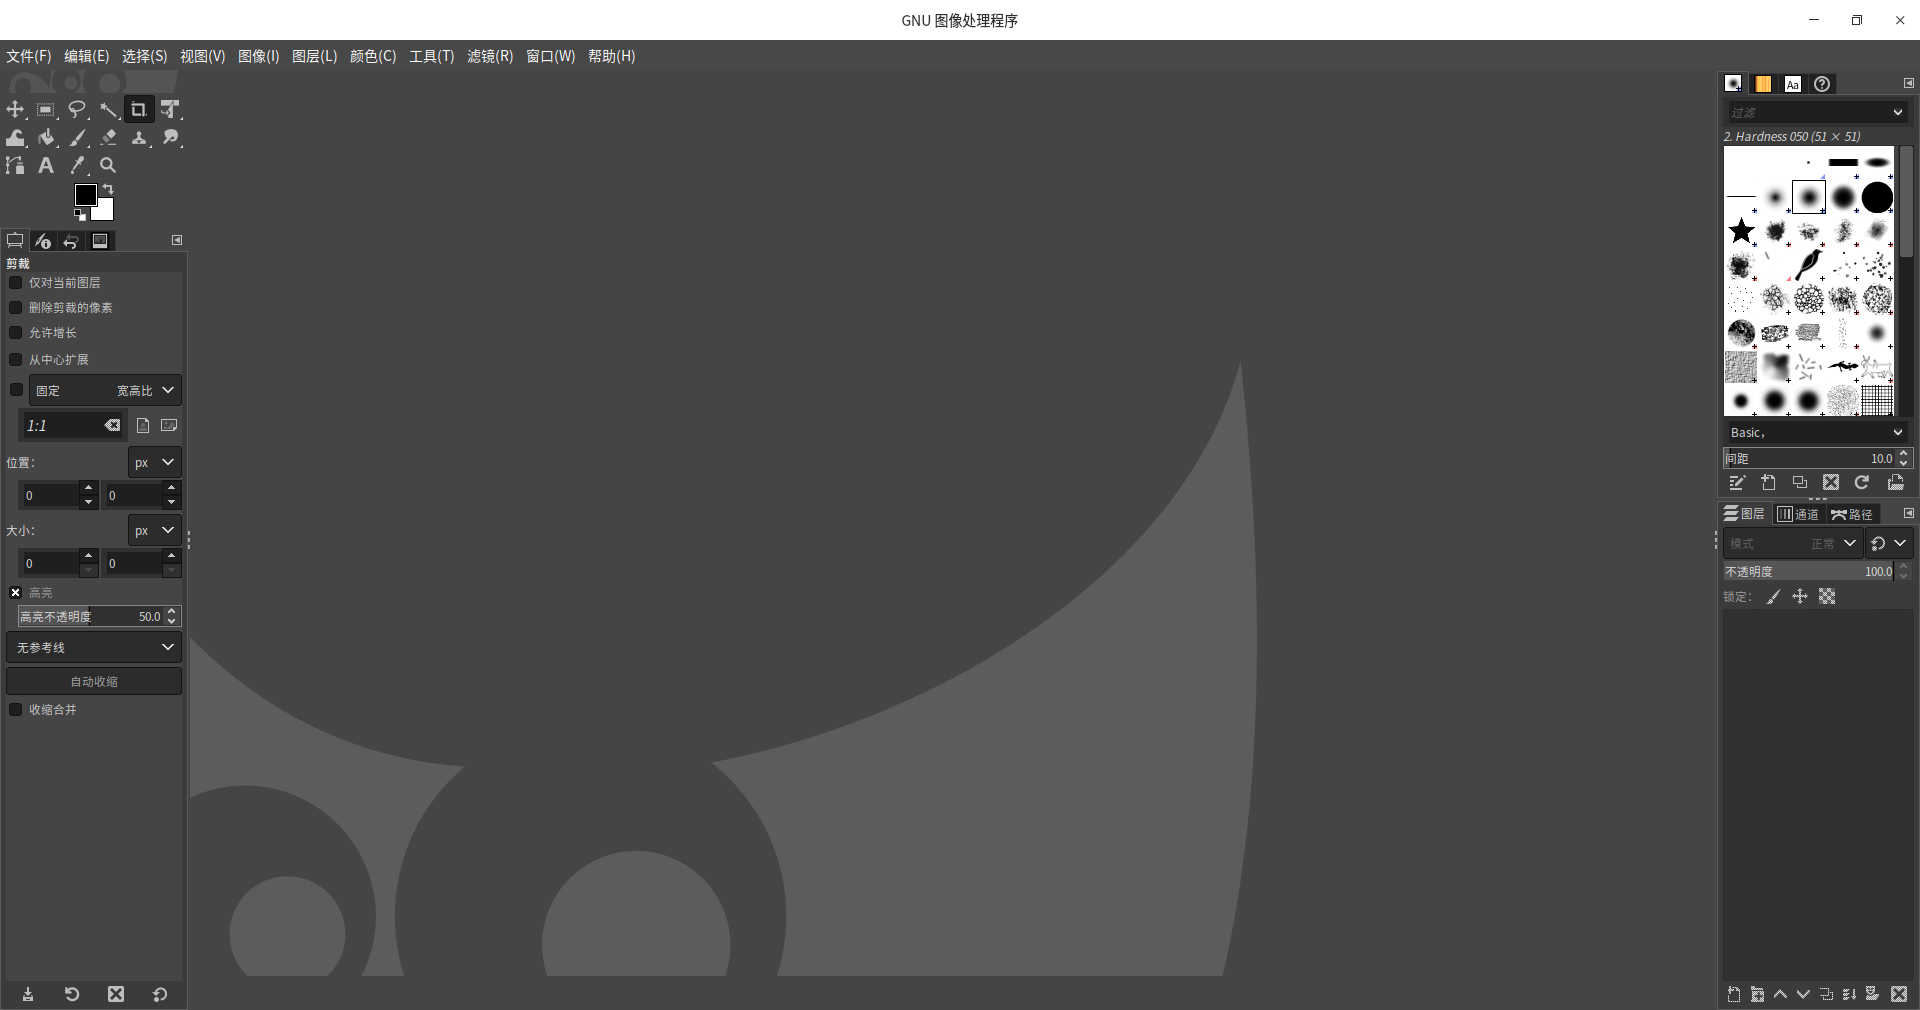 GNU 图像处理程序
文件(F) 编辑(E) 选择(S) 视图(V) 图像(I) 图层(L) 颜色(C) 工具(T) 滤镜(R) 窗口(W) 帮助(H)
剪裁
仅对当前图层
删除剪裁的像素
允许增长
从中心扩展
固定 宽高比
1:1
位置: px
0 0
大小: px
0 0
高亮
高亮不透明度 50.0
无参考线
自动收缩
收缩合并
Aa
过滤
2. Hardness 050 (51 × 51)
Basic,
间距 10.0
图层 通道 路径
模式 正常
不透明度 100.0
锁定: